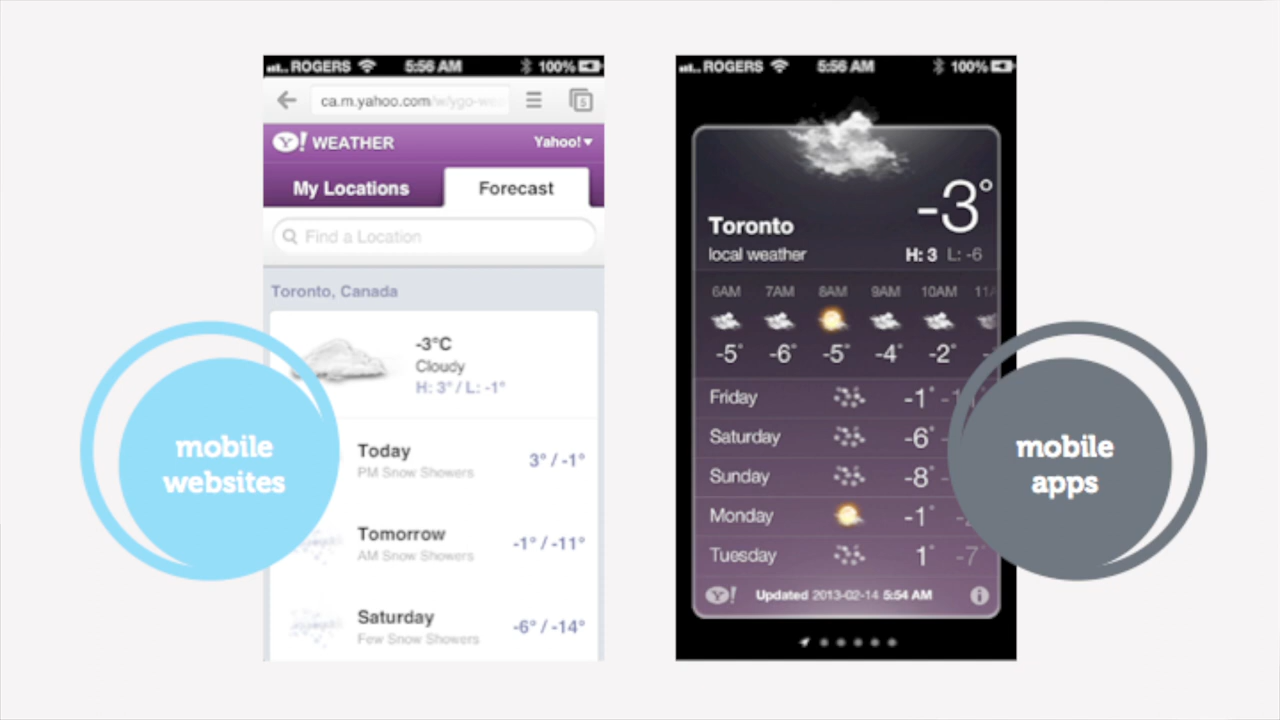 ROGERS 5:56 AM 100%
ca.m.yahoo.com/w/ygo-we
Y! WEATHER Yahoo!
My Locations Forecast
Find a Location
Toronto, Canada
-3°C
Cloudy
H: 3° / L: -1°
Today
PM Snow Showers
3° / -1°
Tomorrow
AM Snow Showers
-1° / -11°
Saturday
Few Snow Showers
-6° / -14°
mobile
websites
ROGERS 5:56 AM 100%
-3°
Toronto
local weather H: 3 L: -6
6AM 7AM 8AM 9AM 10AM 11A
-5° -6° -5° -4° -2°
Friday -1°
Saturday -6°
Sunday -8°
Monday -1°
Tuesday 1° -7°
Y! Updated 2013-02-14 5:54 AM i
mobile
apps